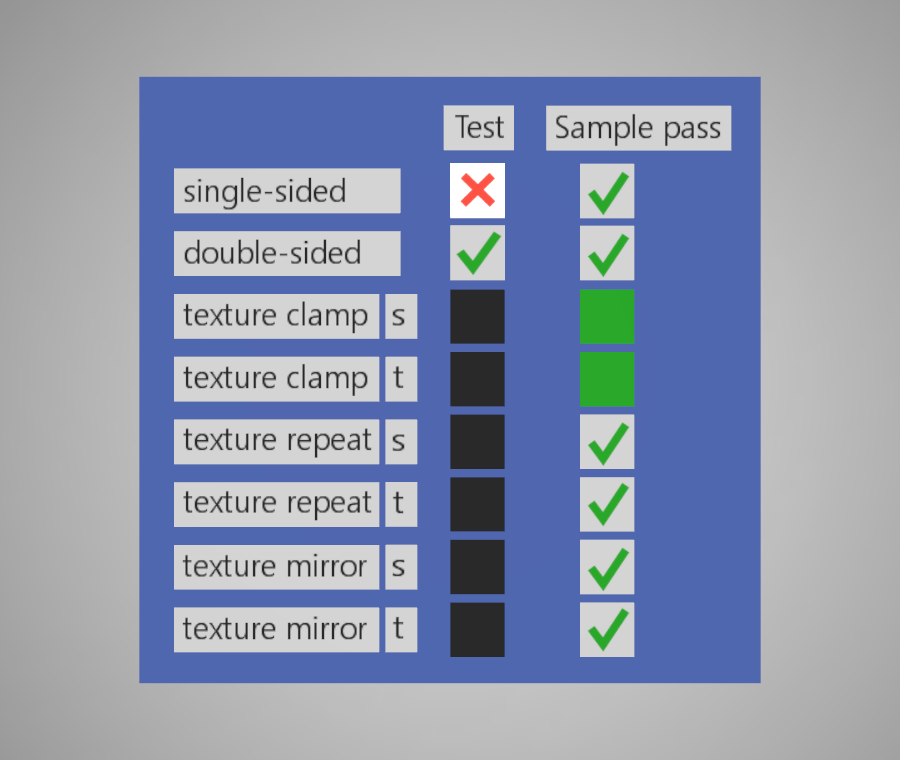 Test Sample pass
single-sided
double-sided
texture clamp s
texture clamp t
texture repeat s
texture repeat t
texture mirror s
texture mirror t